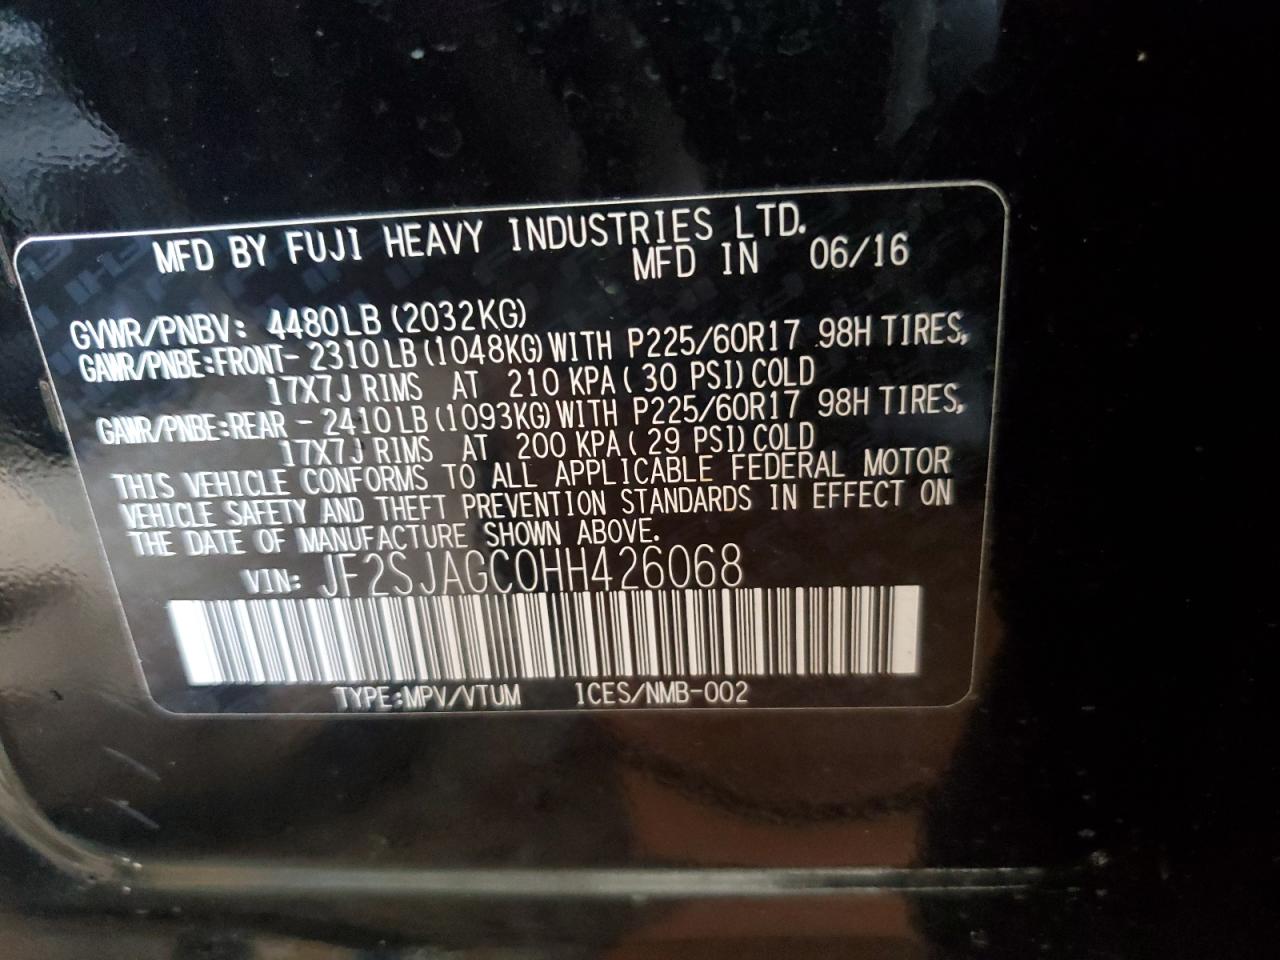 MFD BY FUJI HEAVY INDUSTRIES LTD.
MFD IN 06/16
GVWR/PNBV: 4480LB (2032KG)
GAWR/PNBE:FRONT- 2310LB (1048KG) WITH P225/60R17 98H TIRES,
17X7J RIMS AT 210 KPA ( 30 PSI) COLD
GAWR/PNBE:REAR - 2410LB (1093KG) WITH P225/60R17 98H TIRES,
17X7J RIMS AT 200 KPA ( 29 PSI) COLD
THIS VEHICLE CONFORMS TO ALL APPLICABLE FEDERAL MOTOR
VEHICLE SAFETY AND THEFT PREVENTION STANDARDS IN EFFECT ON
THE DATE OF MANUFACTURE SHOWN ABOVE.
VIN: JF2SJAGC0HH426068
TYPE:MPV/VTUM ICES/NMB-002